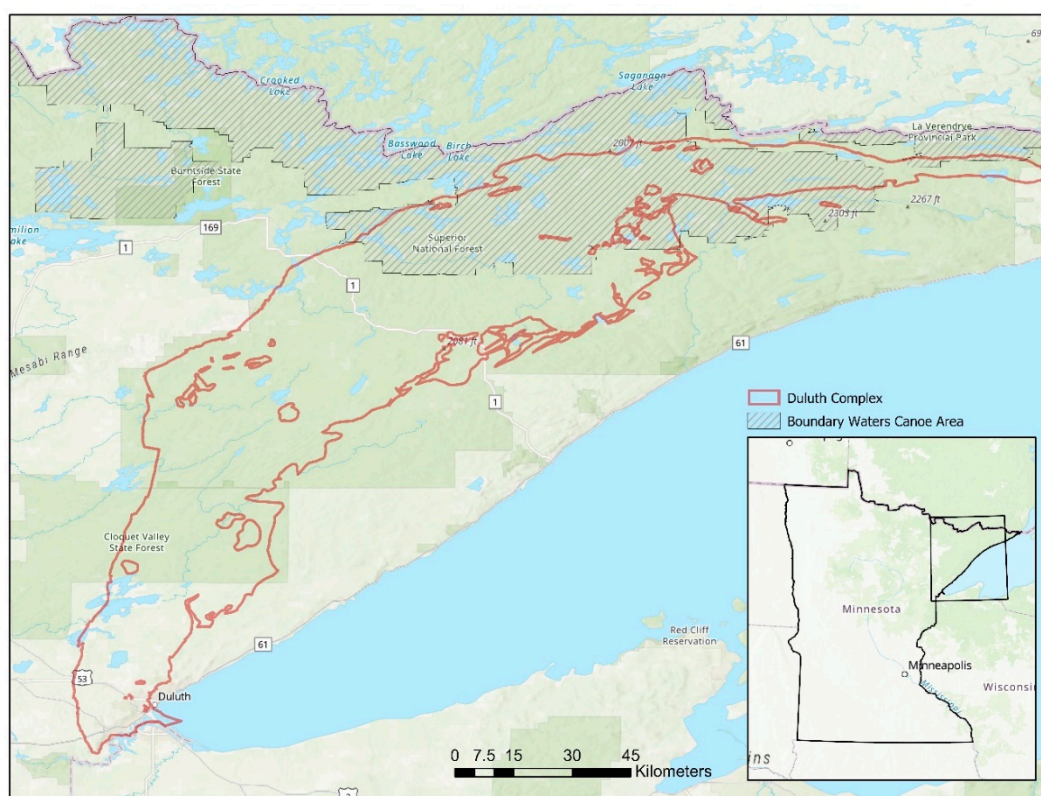 Crooked
Lake
Saganaga
Lake
La Verendrye
Provincial Park
Basswood
Lake
Birch
Lake
Burntside State
Forest
2267 ft
2303 ft
169
1
Superior
National Forest
1
Mesabi Range
2081 ft
61
1
Duluth Complex
Boundary Waters Canoe Area
Cloquet Valley
State Forest
Minnesota
61
Red Cliff
Reservation
53
Duluth
Minneapolis
Mississippi
Wisconsin
0 7.5 15 30 45
Kilometers